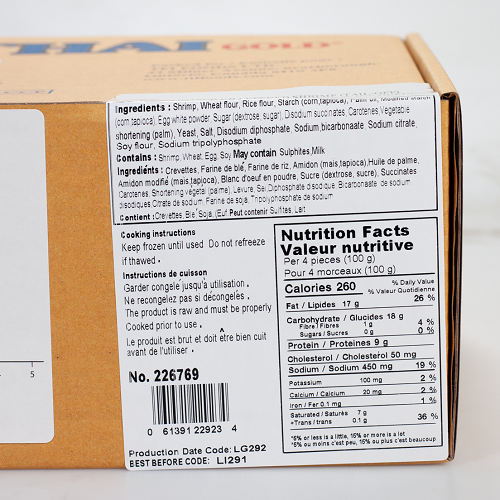 THAI GOLD
Ingredients : Shrimp, Wheat flour, Rice flour, Starch (corn,tapioca), Palm oil, Modified starch
(corn,tapioca), Egg white powder, Sugar (dextrose, sugar), Disodium succinates, Carotenes, Vegetable
shortening (palm), Yeast, Salt, Disodium diphosphate, Sodium,bicarbonaate, Sodium citrate,
Soy flour, Sodium tripolyphosphate
Contains : Shrimp, Wheat, Egg, Soy May contain Sulphites,Milk
Ingrédients : Crevettes, Farine de blé, Farine de riz, Amidon (maïs,tapioca),Huile de palme,
Amidon modifié (maïs,tapioca), Blanc d'oeuf en poudre, Sucre (dextrose, sucre), Succinates
Carotenes, Shortening végétal (palme), Levure, Sel Diphosphate disodique Bicarbonaate de sodium
disodiques Citrate de sodium, Farine de soja, Tripolyphosphate de sodium
Contient : Crevettes, Blé, Soja, (Euf Peut contenir Sulfites, Lait
Cooking instructions
Keep frozen until used Do not refreeze
if thawed .
Instructions de cuisson
Garder congelé jusqu'à utilisation .
Ne recongelez pas si décongelés .
The product is raw and must be properly
Cooked prior to use .
Le produit est brut et doit être bien cuit
avant de l'utiliser .
No. 226769
0 61391 22923 4
Production Date Code: LG292
BEST BEFORE CODE: LI291
Nutrition Facts
Valeur nutritive
Per 4 pieces (100 g)
Pour 4 morceaux (100 g)
Calories 260
% Daily Value
% Valeur Quotidienne
Fat / Lipides 17 g 26 %
Carbohydrate / Glucides 18 g
Fibre / Fibres 1 g 4 %
Sugars / Sucres 0 g 0 %
Protein / Protéines 9 g
Cholesterol / Cholestérol 50 mg
Sodium / Sodium 450 mg 19 %
Potassium 100 mg 2 %
Calcium / Calcium 20 mg 2 %
Iron / Fer 0.1 mg 1 %
Saturated / Saturés 7 g
+Trans / trans 0.1 g 36 %
*5% or less is a little, 15% or more is a lot
*5% ou moins c'est peu, 15% ou plus c'est beaucoup
5